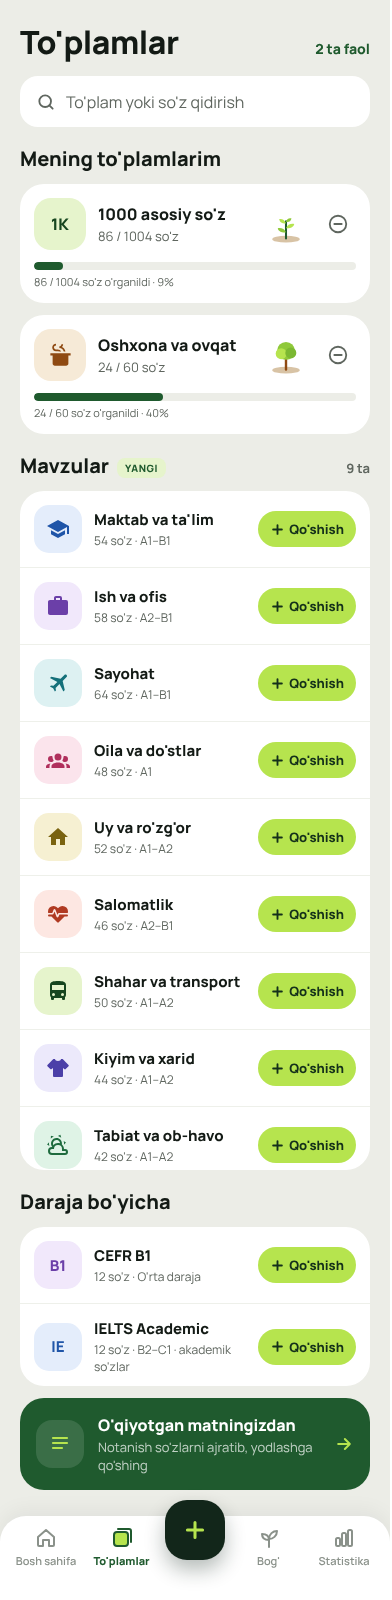 To'plamlar
2 ta faol
To'plam yoki so'z qidirish
Mening to'plamlarim
1K
1000 asosiy so'z
86 / 1004 so'z
86 / 1004 so'z o'rganildi · 9%
Oshxona va ovqat
24 / 60 so'z
24 / 60 so'z o'rganildi · 40%
Mavzular YANGI
9 ta
Maktab va ta'lim
54 so'z · A1–B1
+ Qo'shish
Ish va ofis
58 so'z · A2–B1
+ Qo'shish
Sayohat
64 so'z · A1–B1
+ Qo'shish
Oila va do'stlar
48 so'z · A1
+ Qo'shish
Uy va ro'zg'or
52 so'z · A1–A2
+ Qo'shish
Salomatlik
46 so'z · A2–B1
+ Qo'shish
Shahar va transport
50 so'z · A1–A2
+ Qo'shish
Kiyim va xarid
44 so'z · A1–A2
+ Qo'shish
Tabiat va ob-havo
42 so'z · A1–A2
+ Qo'shish
Daraja bo'yicha
B1
CEFR B1
12 so'z · O'rta daraja
+ Qo'shish
IE
IELTS Academic
12 so'z · B2–C1 · akademik
so'zlar
+ Qo'shish
O'qiyotgan matningizdan
Notanish so'zlarni ajratib, yodlashga
qo'shing
Bosh sahifa
To'plamlar
Bog'
Statistika